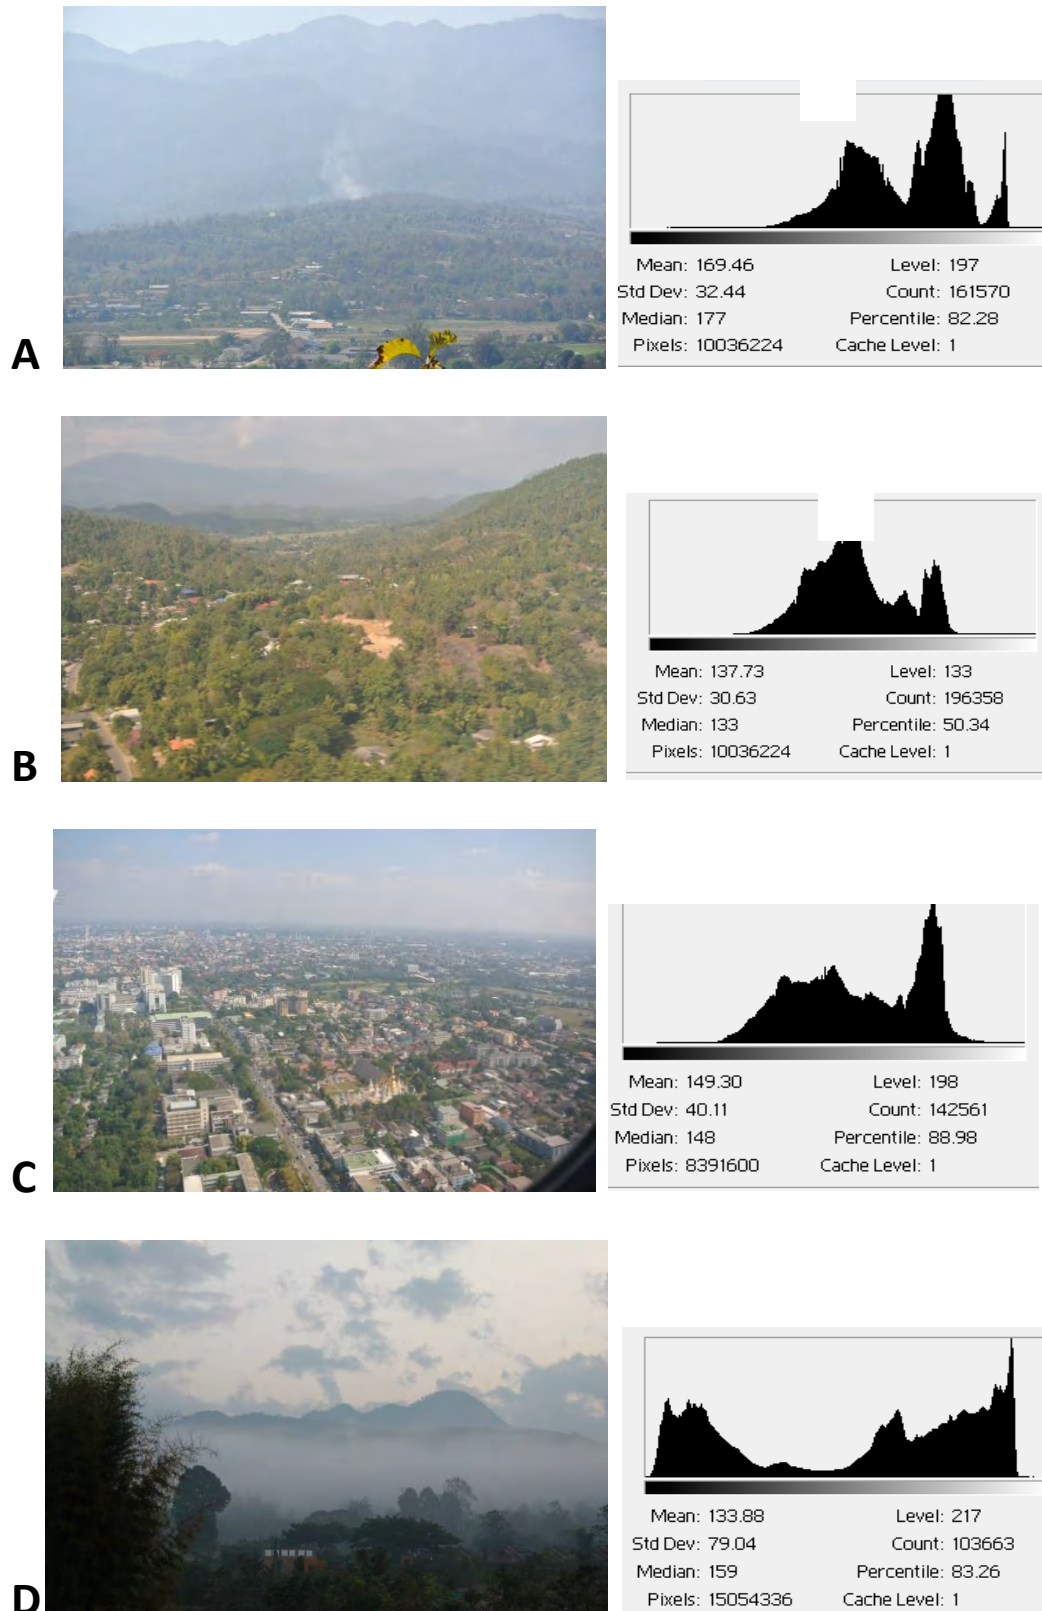 Mean: 169.46 Level: 197
Std Dev: 32.44 Count: 161570
Median: 177 Percentile: 82.28
Pixels: 10036224 Cache Level: 1
A
Mean: 137.73 Level: 133
Std Dev: 30.63 Count: 196358
Median: 133 Percentile: 50.34
Pixels: 10036224 Cache Level: 1
B
Mean: 149.30 Level: 198
Std Dev: 40.11 Count: 142561
Median: 148 Percentile: 88.98
Pixels: 8391600 Cache Level: 1
C
Mean: 133.88 Level: 217
Std Dev: 79.04 Count: 103663
Median: 159 Percentile: 83.26
Pixels: 15054336 Cache Level: 1
D